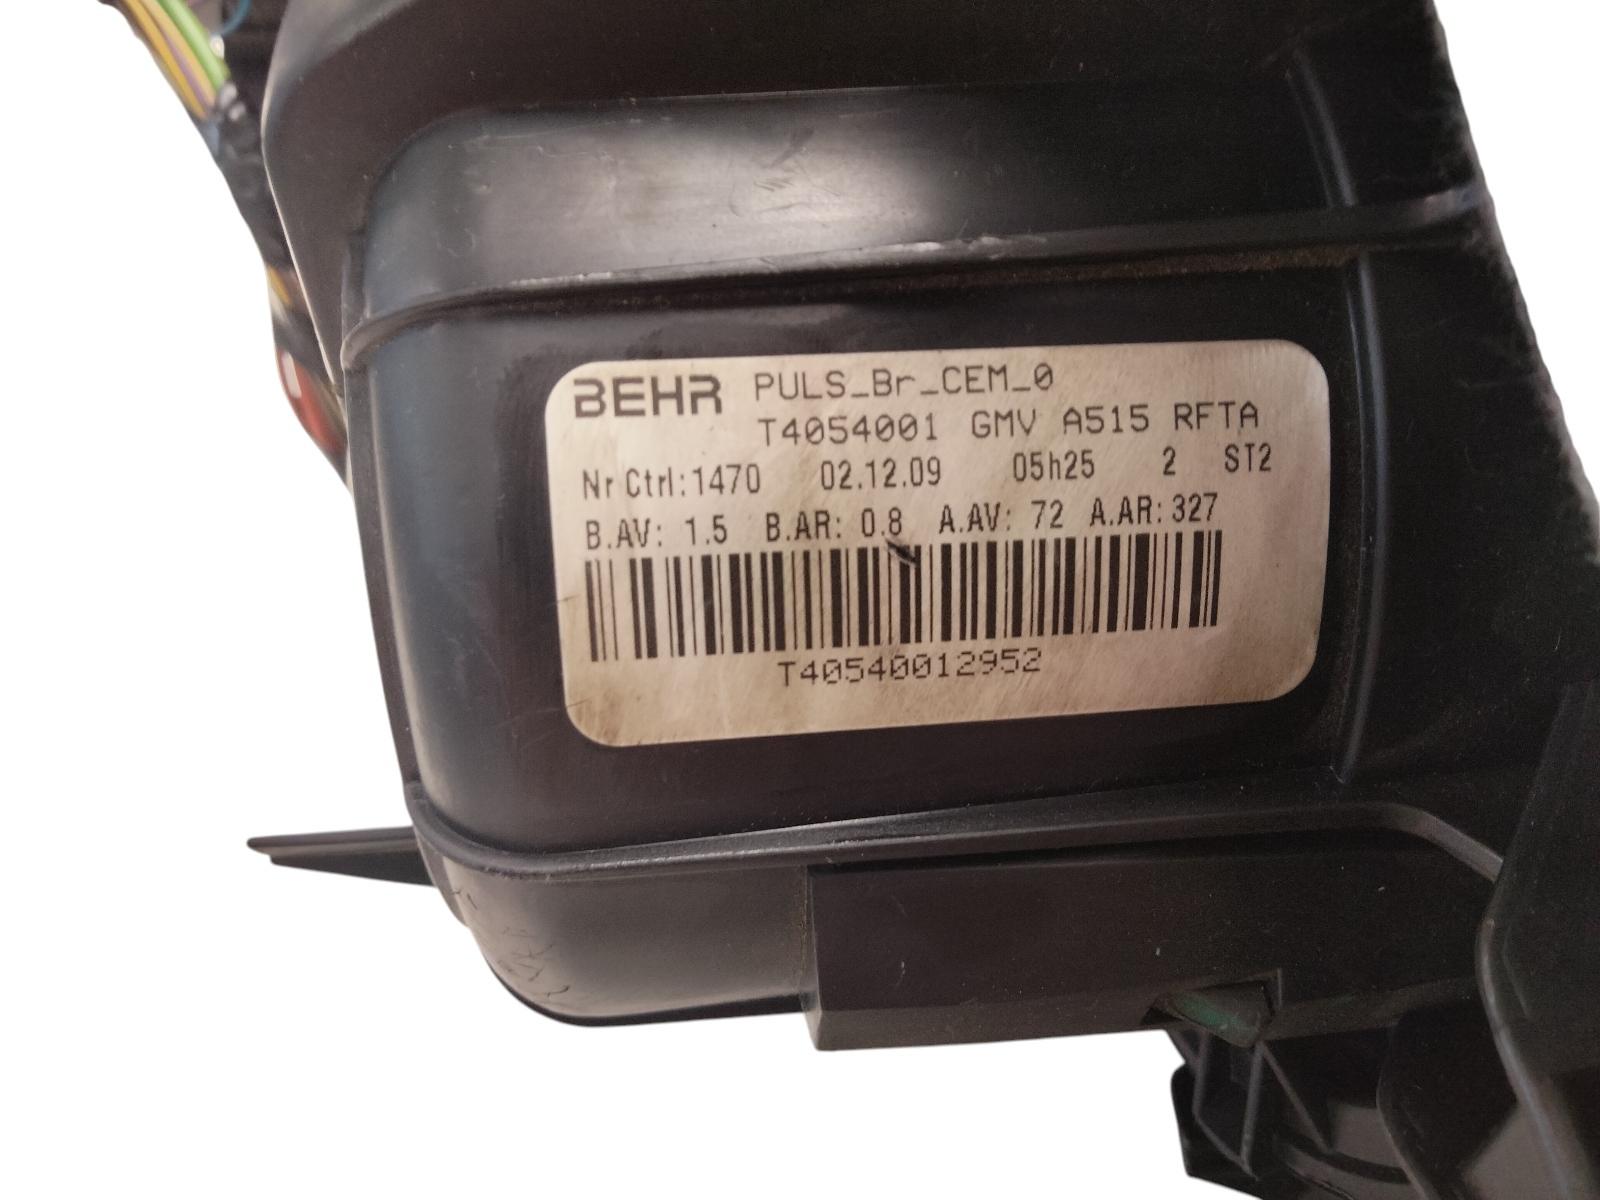 BEHR PULS_Br_CEM_0
T4054001 GMV A515 RFTA
Nr Ctrl:1470 02.12.09 05h25 2 ST2
B.AV: 1.5 B.AR: 0.8 A.AV: 72 A.AR: 327
T40540012952